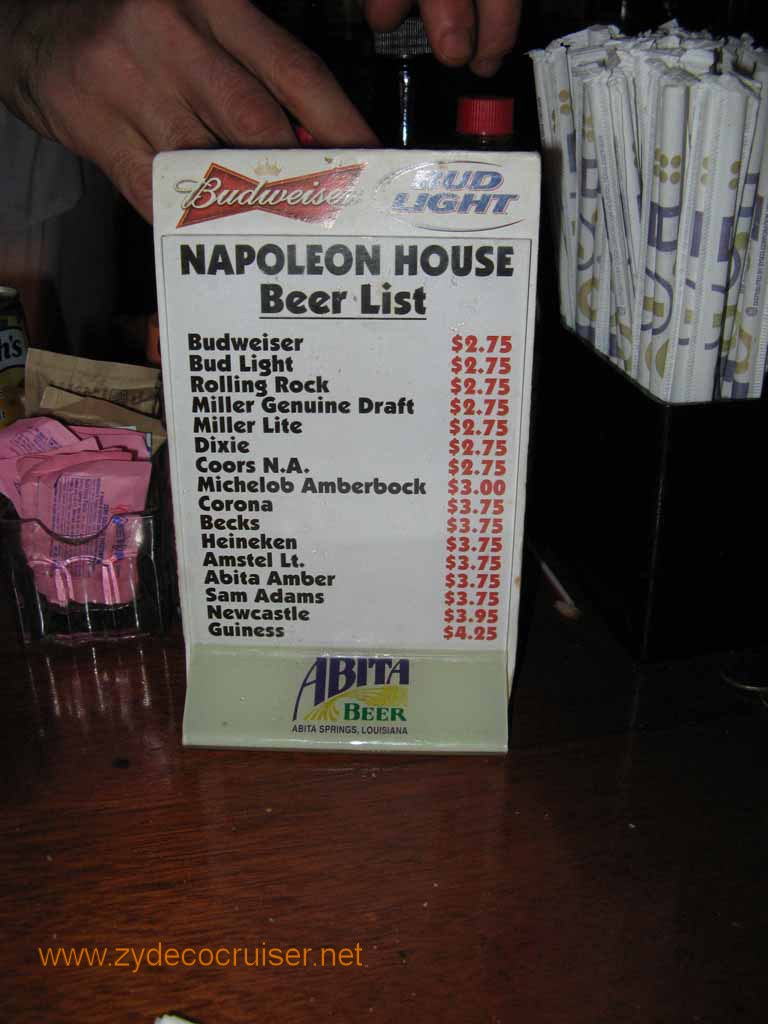 Budweiser
BUD
LIGHT
NAPOLEON HOUSE
Beer List
Budweiser $2.75
Bud Light $2.75
Rolling Rock $2.75
Miller Genuine Draft $2.75
Miller Lite $2.75
Dixie $2.75
Coors N.A. $2.75
Michelob Amberbock $3.00
Corona $3.75
Becks $3.75
Heineken $3.75
Amstel Lt. $3.75
Abita Amber $3.75
Sam Adams $3.75
Newcastle $3.95
Guiness $4.25
ABITA
BEER
ABITA SPRINGS, LOUISIANA
h's
www.zydecocruiser.net